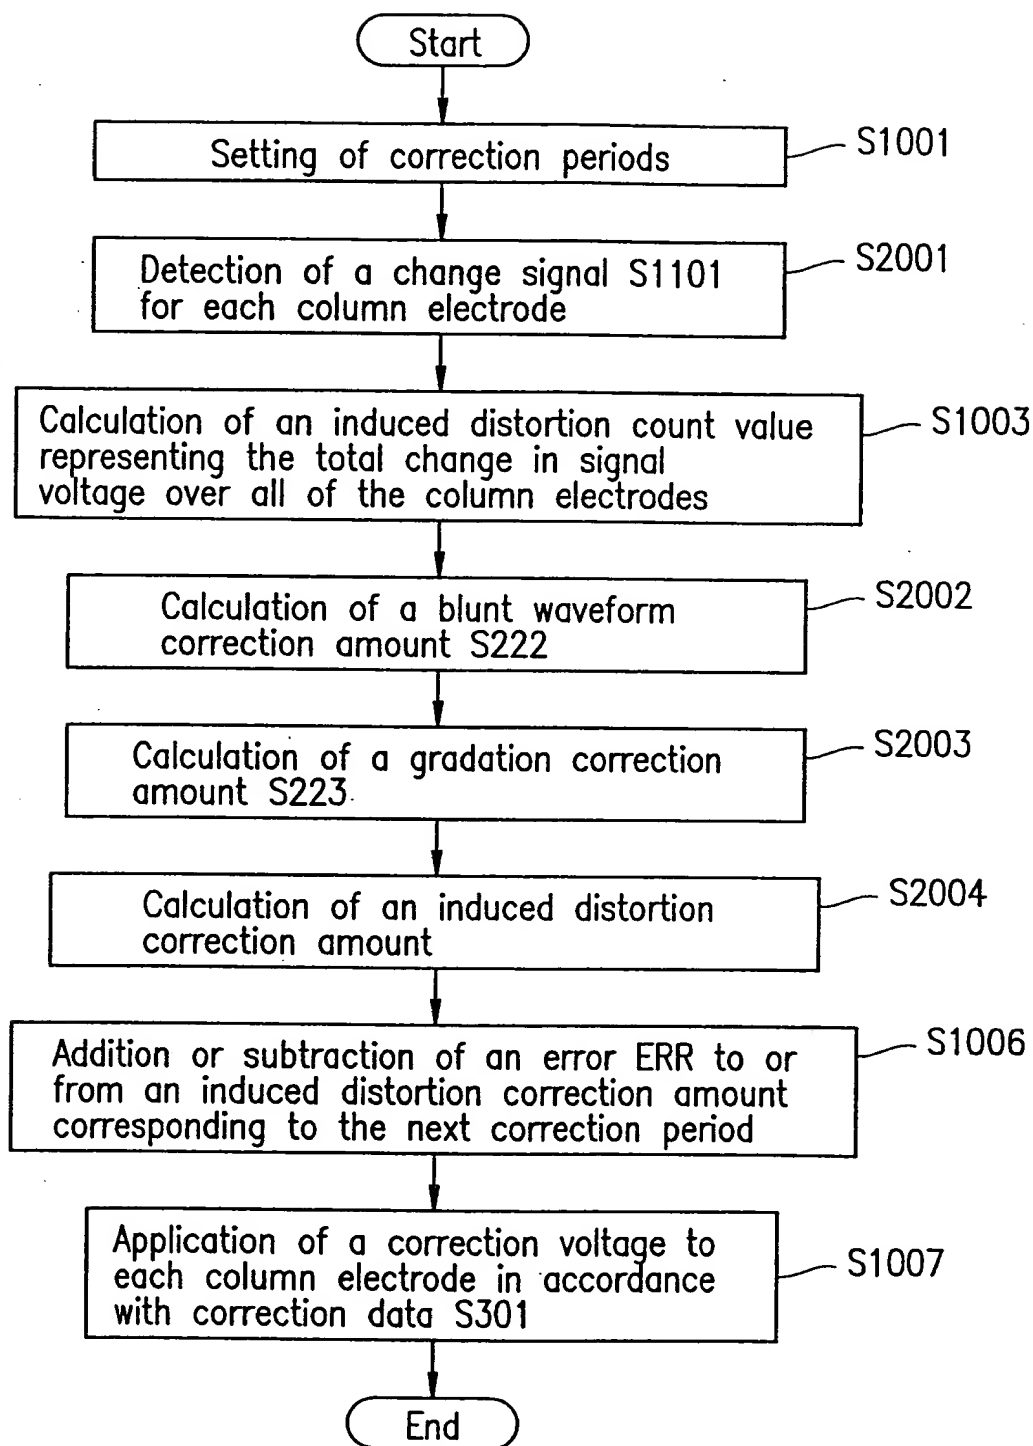 Start
Setting of correction periods
S1001
Detection of a change signal S1101
for each column electrode
S2001
Calculation of an induced distortion count value
representing the total change in signal
voltage over all of the column electrodes
S1003
Calculation of a blunt waveform
correction amount S222
S2002
Calculation of a gradation correction
amount S223
S2003
Calculation of an induced distortion
correction amount
S2004
Addition or subtraction of an error ERR to or
from an induced distortion correction amount
corresponding to the next correction period
S1006
Application of a correction voltage to
each column electrode in accordance
with correction data S301
S1007
End